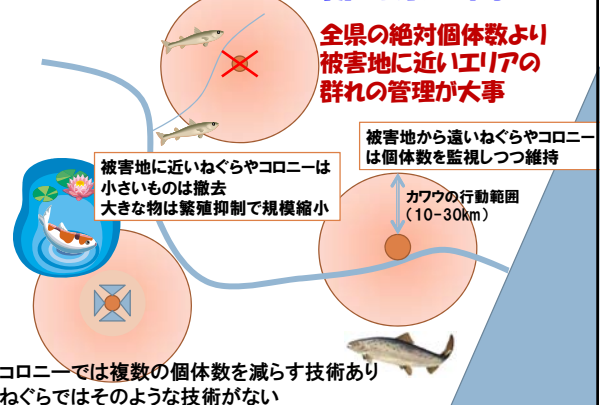 全県の絶対個体数より
被害地に近いエリアの
群れの管理が大事
被害地から遠いねぐらやコロニー
は個体数を監視しつつ維持
被害地に近いねぐらやコロニーは
小さいものは撤去
大きな物は繁殖抑制で規模縮小
カワウの行動範囲
（10-30km）
コロニーでは複数の個体数を減らす技術あり
ねぐらではそのような技術がない